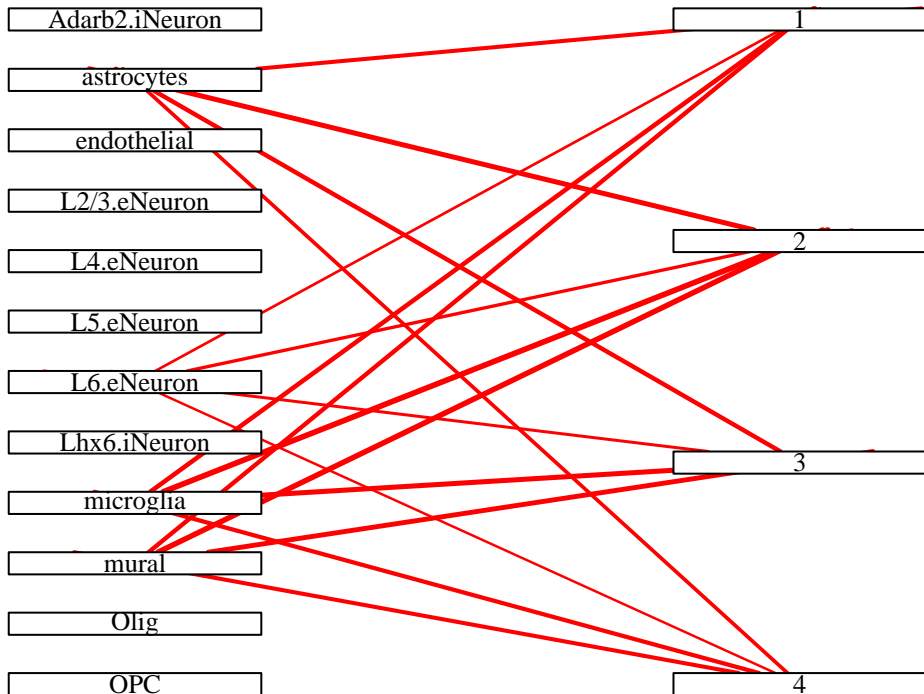 Adarb2.iNeuron
1
astrocytes
endothelial
L2/3.eNeuron
2
L4.eNeuron
L5.eNeuron
L6.eNeuron
Lhx6.iNeuron
3
microglia
mural
Olig
OPC
4